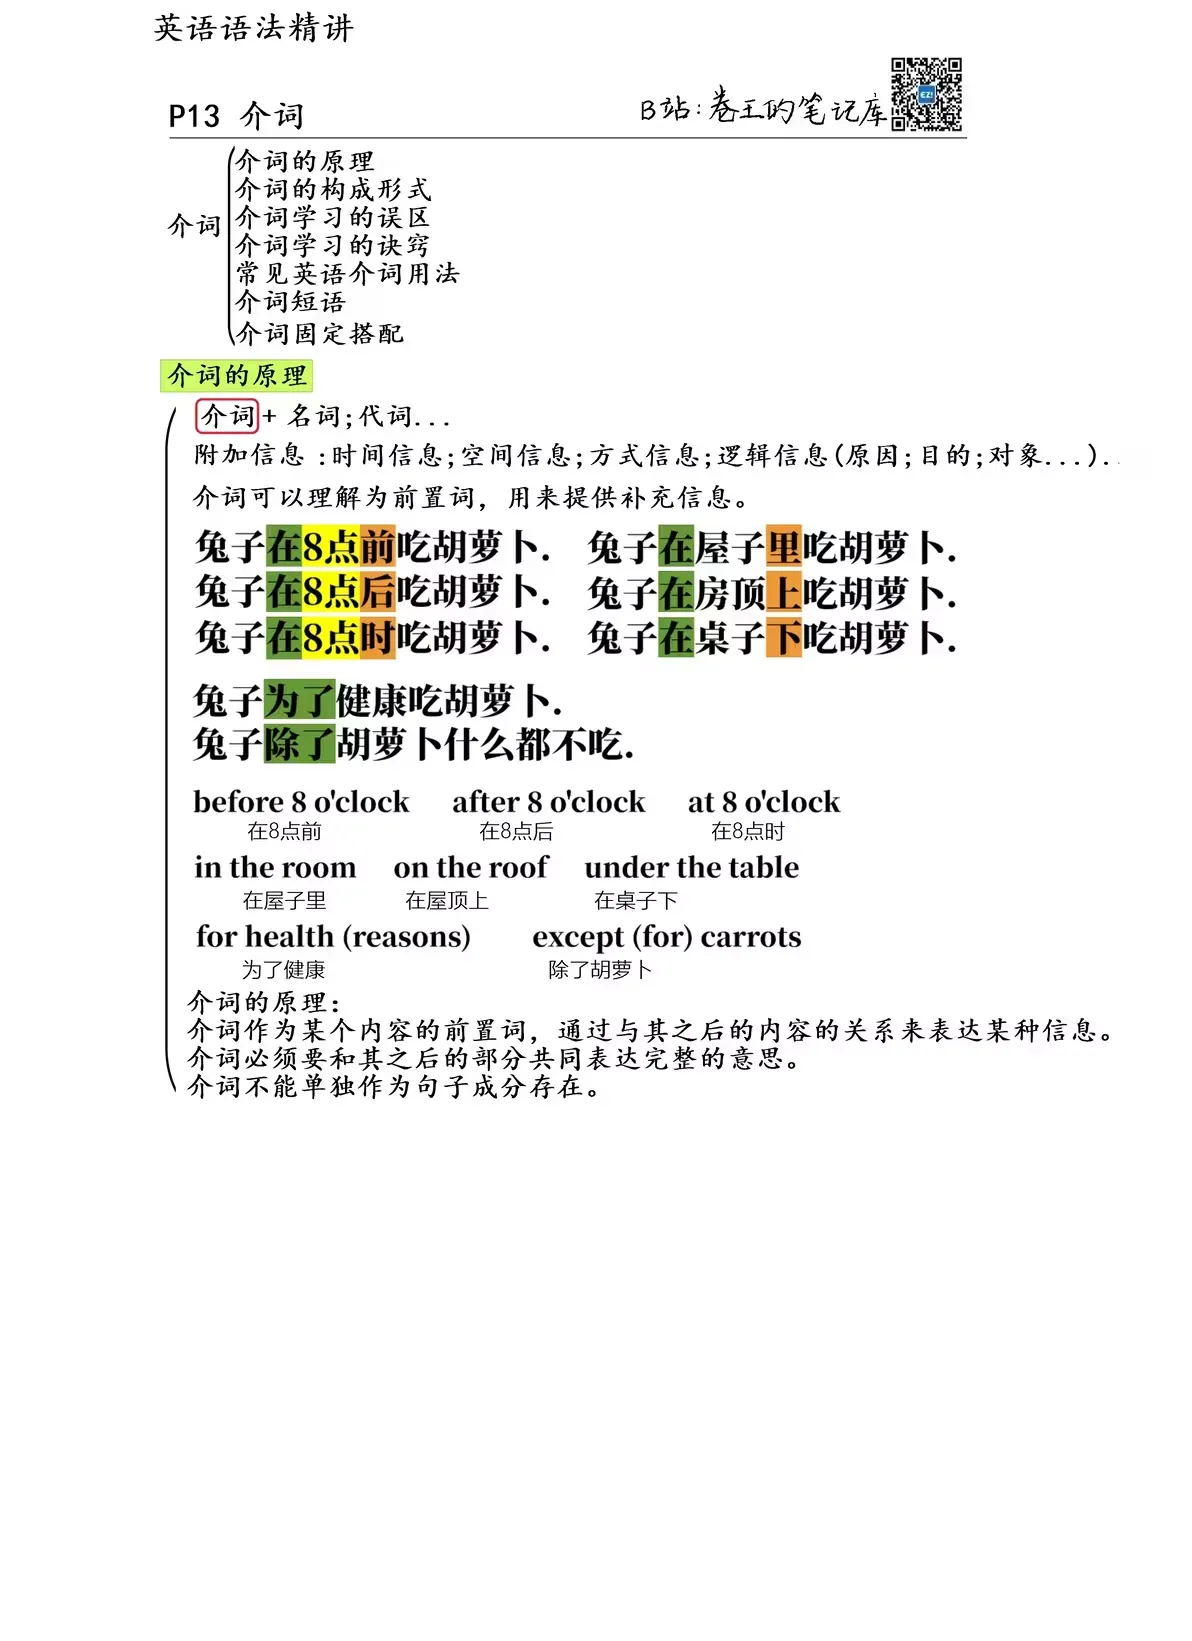 英语语法精讲
P13 介词
B站:卷王的笔记库
EZ!
介词
介词的原理
介词的构成形式
介词学习的误区
介词学习的诀窍
常见英语介词用法
介词短语
介词固定搭配
介词的原理
介词+ 名词;代词...
附加信息 :时间信息;空间信息;方式信息;逻辑信息(原因;目的;对象...)..
介词可以理解为前置词，用来提供补充信息。
兔子在8点前吃胡萝卜. 兔子在屋子里吃胡萝卜.
兔子在8点后吃胡萝卜. 兔子在房顶上吃胡萝卜.
兔子在8点时吃胡萝卜. 兔子在桌子下吃胡萝卜.
兔子为了健康吃胡萝卜.
兔子除了胡萝卜什么都不吃.
before 8 o'clock after 8 o'clock at 8 o'clock
在8点前 在8点后 在8点时
in the room on the roof under the table
在屋子里 在屋顶上 在桌子下
for health (reasons) except (for) carrots
为了健康 除了胡萝卜
介词的原理：
介词作为某个内容的前置词，通过与其之后的内容的关系来表达某种信息。
介词必须要和其之后的部分共同表达完整的意思。
介词不能单独作为句子成分存在。